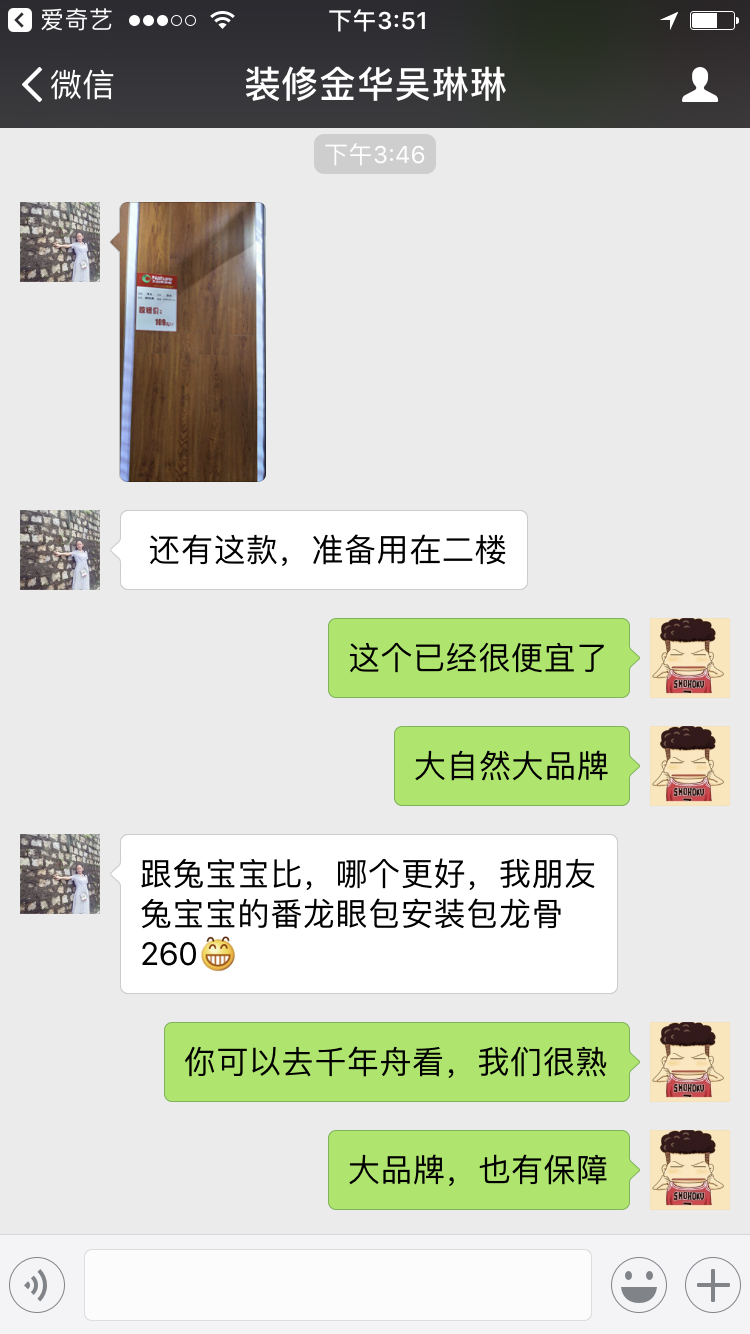 爱奇艺
下午3:51
微信
装修金华吴琳琳
下午3:46
还有这款，准备用在二楼
这个已经很便宜了
大自然大品牌
跟兔宝宝比，哪个更好，我朋友
兔宝宝的番龙眼包安装包龙骨
260😁
你可以去千年舟看，我们很熟
大品牌，也有保障
SHOHOKU
SHOHOKU
SHOHOKU
SHOHOKU